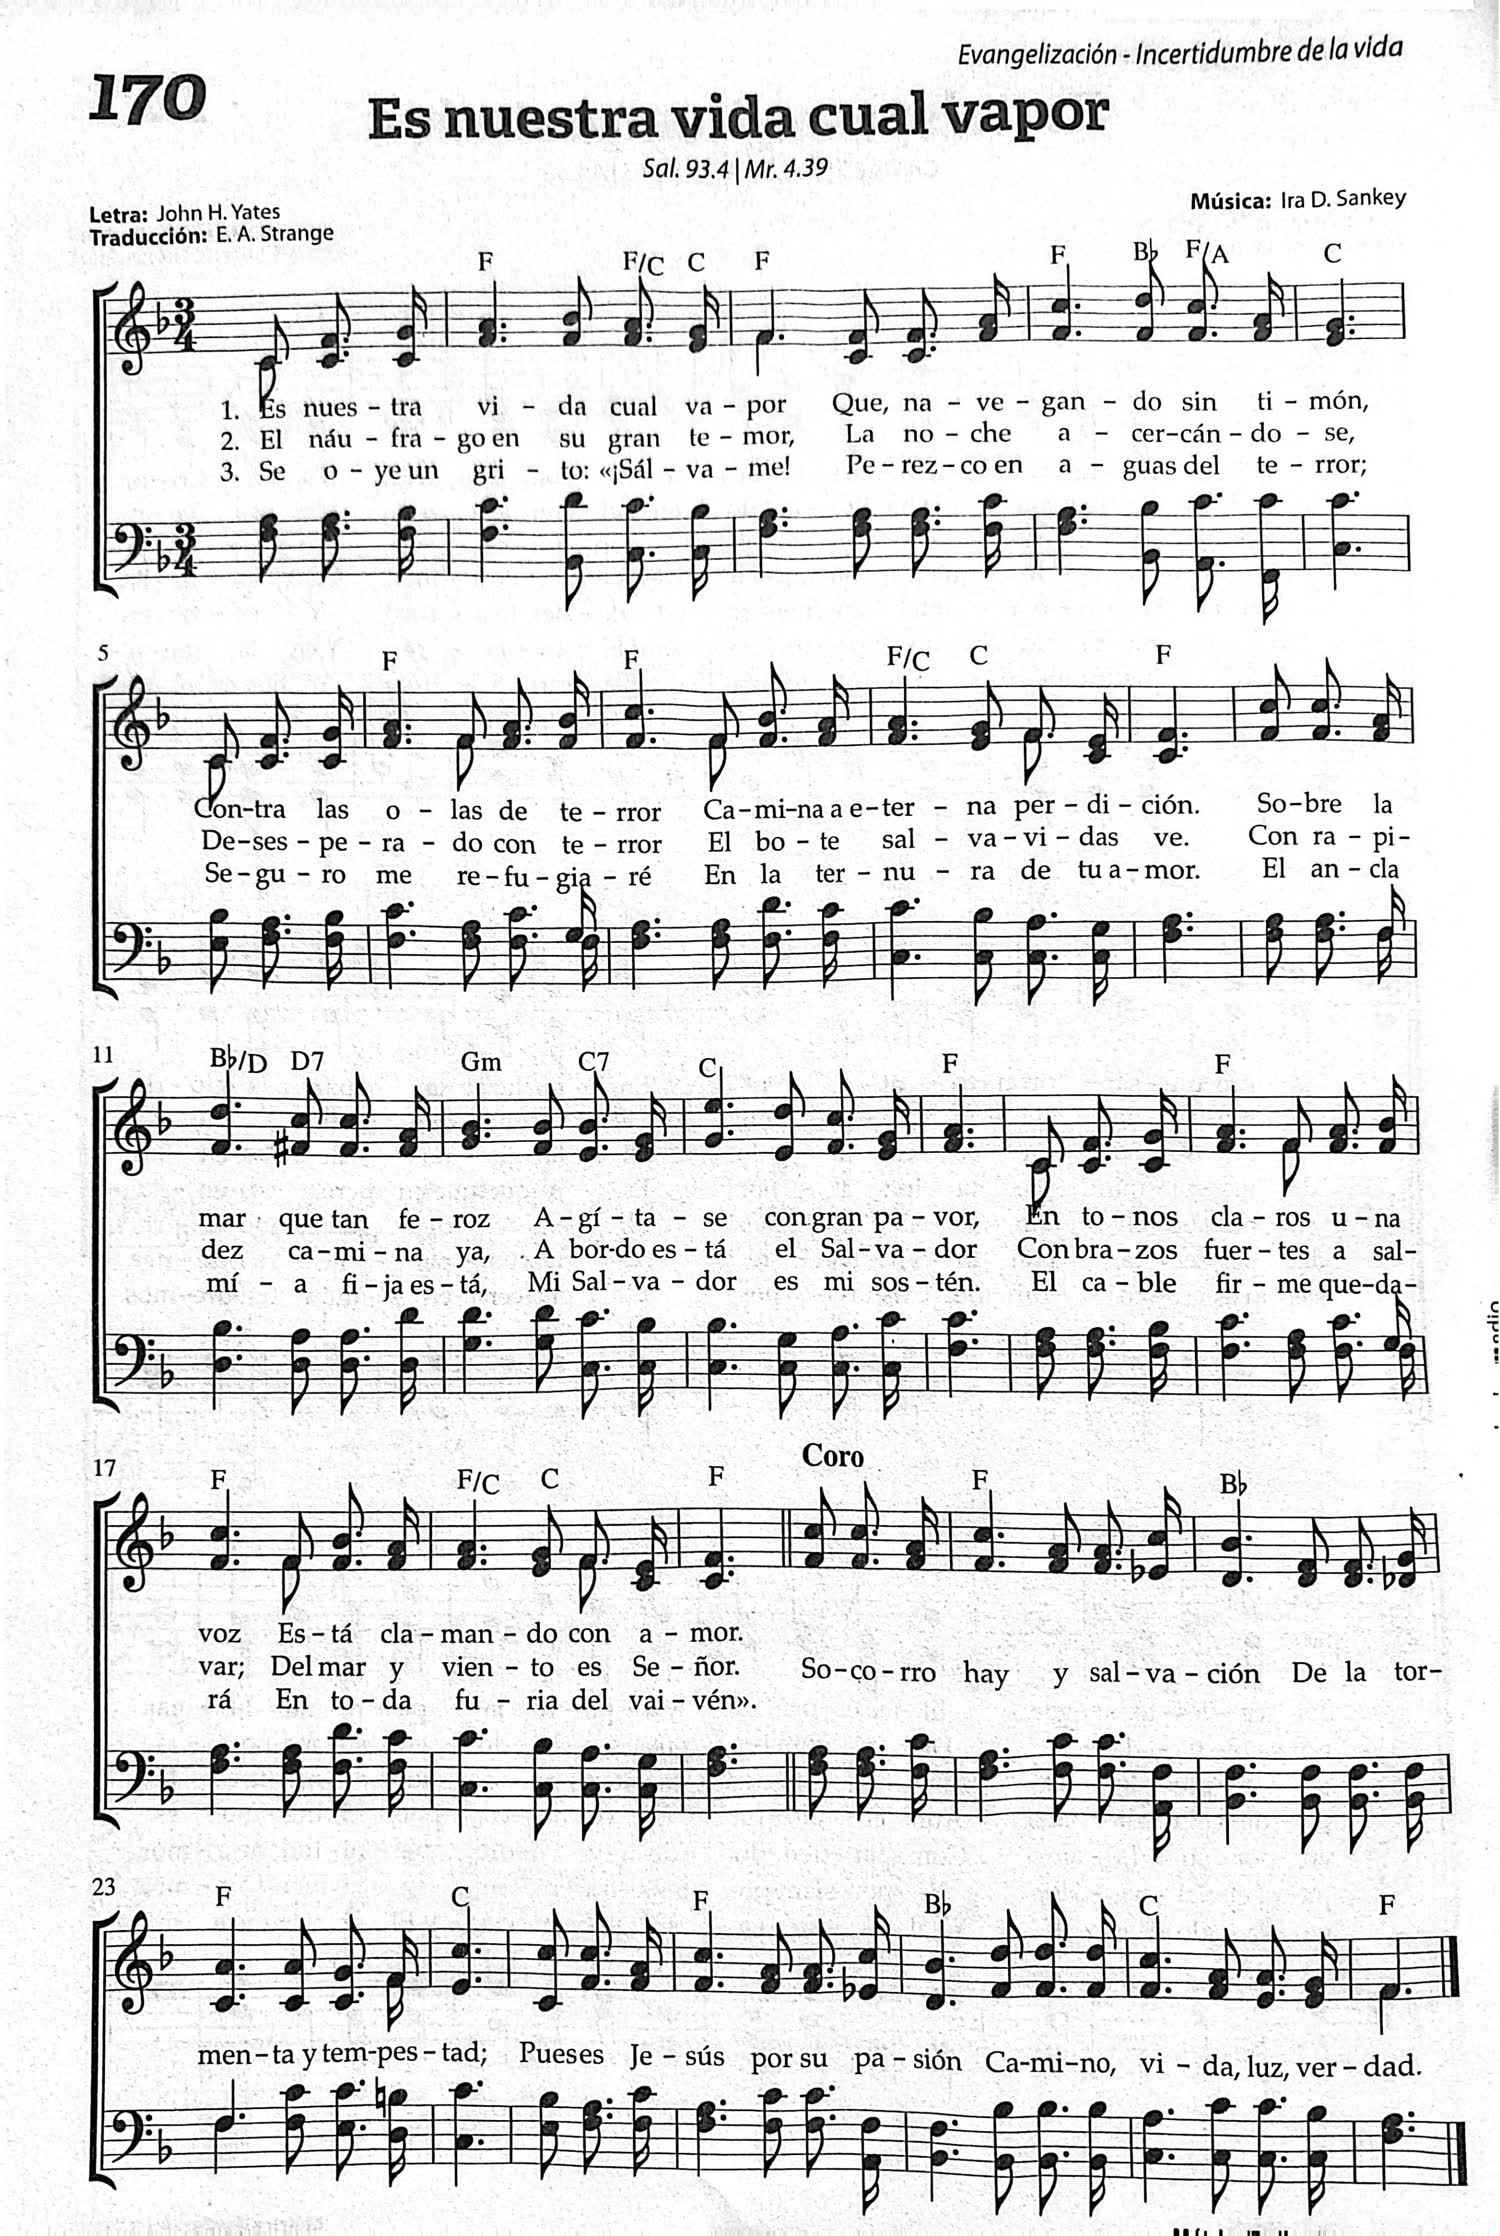 Evangelización - Incertidumbre de la vida
170
Es nuestra vida cual vapor
Sal. 93.4 | Mr. 4.39
Letra: John H. Yates
Música: Ira D. Sankey
Traducción: E. A. Strange
F F/C C F F B♭ F/A C
3/4
1. Es nues – tra vi – da cual va – por Que, na – ve – gan – do sin ti – món,
2. El náu – fra – go en su gran te – mor, La no – che a – cer–cán – do – se,
3. Se o – ye un gri – to: «¡Sál – va – me! Pe – rez – co en a – guas del te – rror;
3/4
5
F F F/C C F
Con–tra las o – las de te – rror Ca–mi–na a e–ter – na per – di – ción. So–bre la
De–ses – pe – ra – do con te – rror El bo – te sal – va – vi – das ve. Con ra – pi–
Se–gu – ro me re–fu–gia – ré En la ter – nu – ra de tu a–mor. El an – cla
11
B♭/D D7 Gm C7 C F F
mar que tan fe – roz A–gí – ta – se con gran pa – vor, En to – nos cla – ros u – na
dez ca–mi – na ya, A bor-do es – tá el Sal – va – dor Con bra – zos fuer – tes a sal–
mí – a fi – ja es – tá, Mi Sal – va – dor es mi sos – tén. El ca – ble fir – me que–da–
Coro
17
F F/C C F F B♭
voz Es – tá cla – man – do con a – mor.
var; Del mar y vien – to es Se – ñor. So–co – rro hay y sal – va – ción De la tor–
rá En to – da fu – ria del vai – vén».
23
F C F B♭ C F
men – ta y tem–pes – tad; Pues es Je – sús por su pa – sión Ca–mi–no, vi – da, luz, ver – dad.